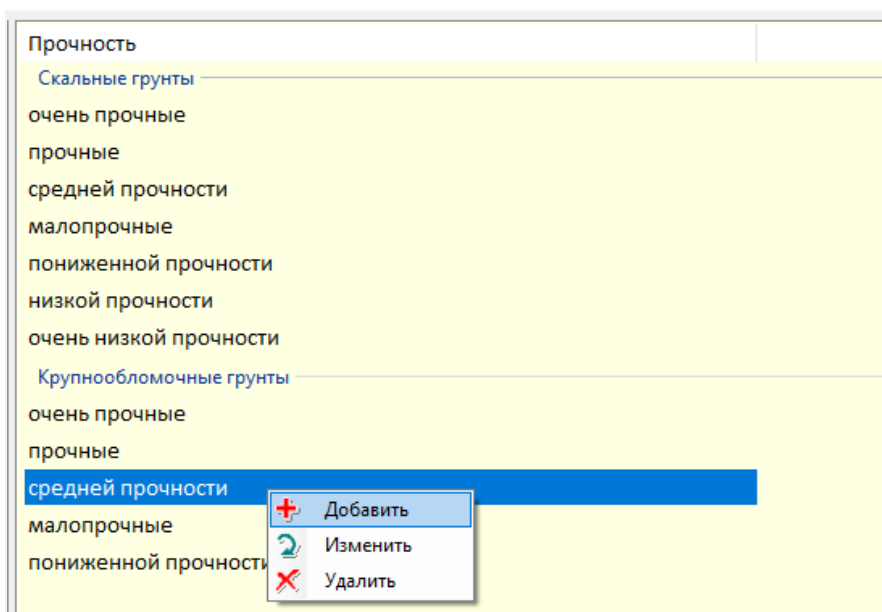 Прочность
Скальные грунты
очень прочные
прочные
средней прочности
малопрочные
пониженной прочности
низкой прочности
очень низкой прочности
Крупнообломочные грунты
очень прочные
прочные
средней прочности
Добавить
малопрочные
Изменить
пониженной прочности
Удалить